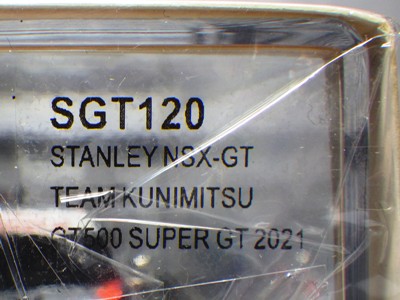 SGT120
STANLEY NSX-GT
TEAM KUNIMITSU
GT500 SUPER GT 2021